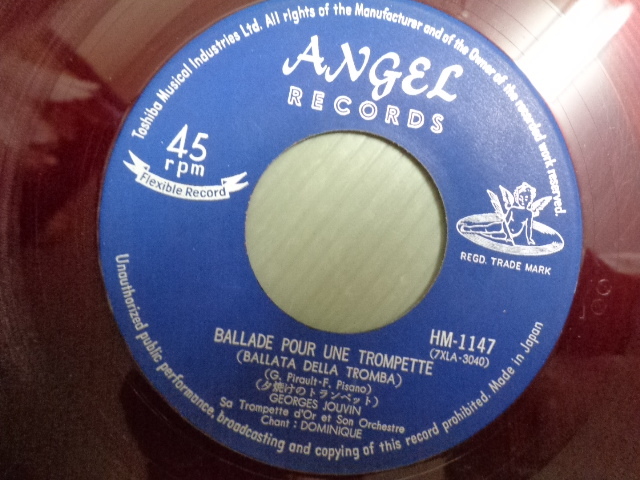 Toshiba Musical Industries Ltd. All rights of the Manufacturer and of the Owner of the recorded work reserved.
ANGEL
RECORDS
45
rpm
Flexible Record
REGD. TRADE MARK
BALLADE POUR UNE TROMPETTE
(BALLATA DELLA TROMBA)
HM-1147
(7XLA-3040)
(G. Pirault-F. Pisano)
(夕焼けのトランペット)
GEORGES JOUVIN
Sa Trompette d'Or et Son Orchestre
Chant: DOMINIQUE
Unauthorized public performance, broadcasting and copying of this record prohibited. Made in Japan